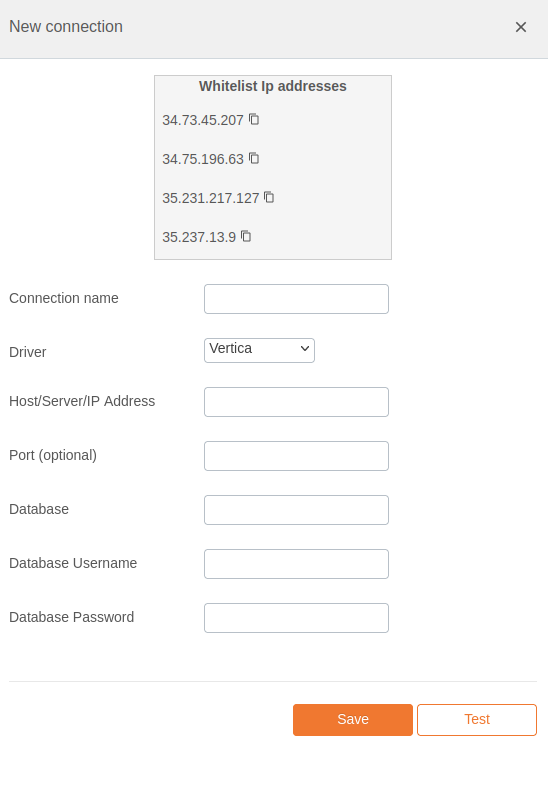 New connection
Whitelist Ip addresses
34.73.45.207
34.75.196.63
35.231.217.127
35.237.13.9
Connection name
Driver Vertica
Host/Server/IP Address
Port (optional)
Database
Database Username
Database Password
Save Test